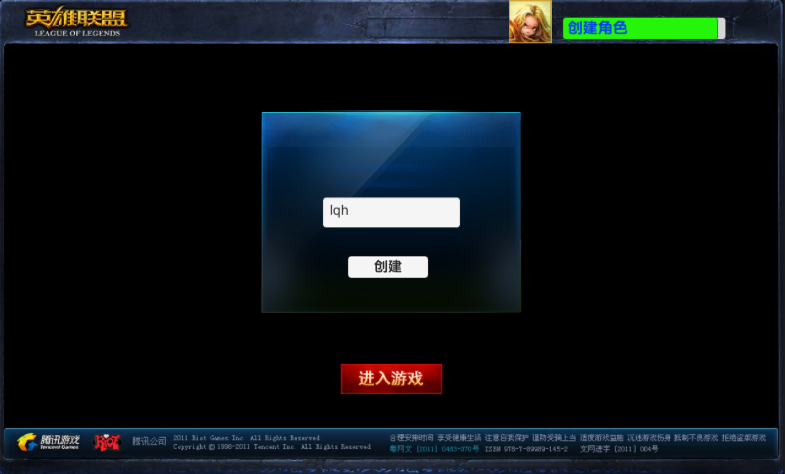 英雄联盟
LEAGUE OF LEGENDS
创建角色
lqh
创建
进入游戏
腾讯游戏
Tencent Games
RIOT
腾讯公司
2011 Riot Games Inc. All Rights Reserved
Copyright © 1998-2011 Tencent Inc. All Rights Reserved
合理安排时间 享受健康生活 注意自我保护 谨防受骗上当 适度游戏益脑 沉迷游戏伤身 抵制不良游戏 拒绝盗版游戏
粤网文 [2011] 0483-070号 ISBN 978-7-89989-145-2 文网进字 [2011] 004号